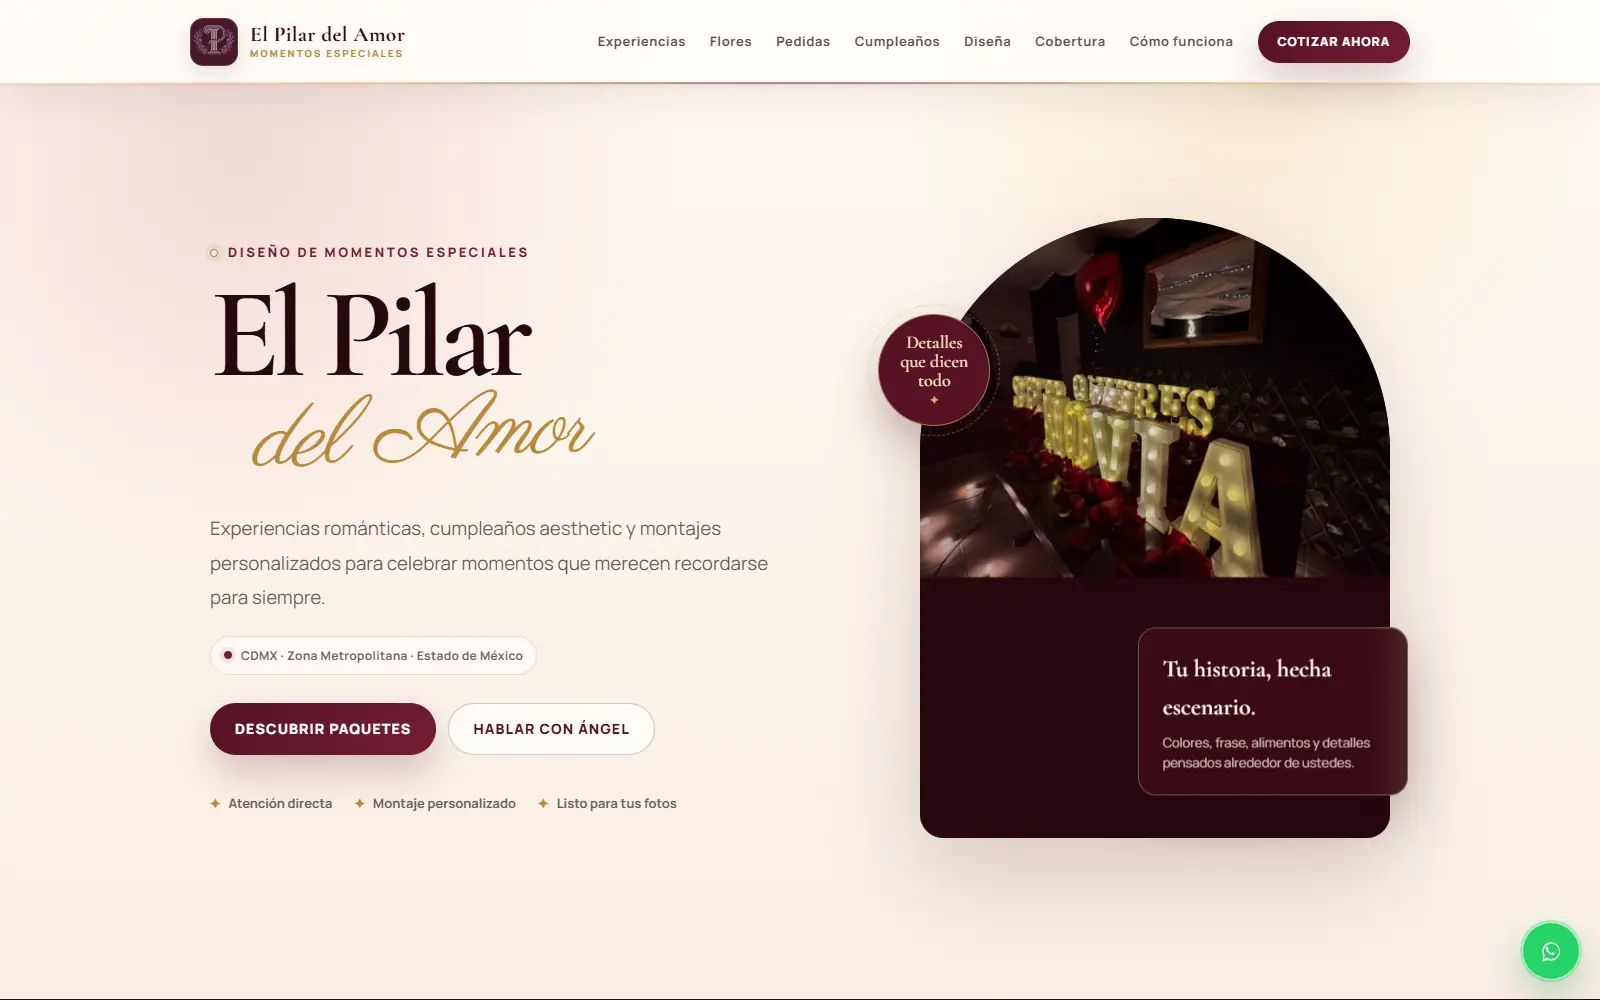 El Pilar del Amor
MOMENTOS ESPECIALES
Experiencias
Flores
Pedidas
Cumpleaños
Diseña
Cobertura
Cómo funciona
COTIZAR AHORA
DISEÑO DE MOMENTOS ESPECIALES
El Pilar
del Amor
Experiencias románticas, cumpleaños aesthetic y montajes
personalizados para celebrar momentos que merecen recordarse
para siempre.
CDMX · Zona Metropolitana · Estado de México
DESCUBRIR PAQUETES
HABLAR CON ÁNGEL
Atención directa
Montaje personalizado
Listo para tus fotos
Detalles
que dicen
todo
NOVIA
Tu historia, hecha
escenario.
Colores, frase, alimentos y detalles
pensados alrededor de ustedes.